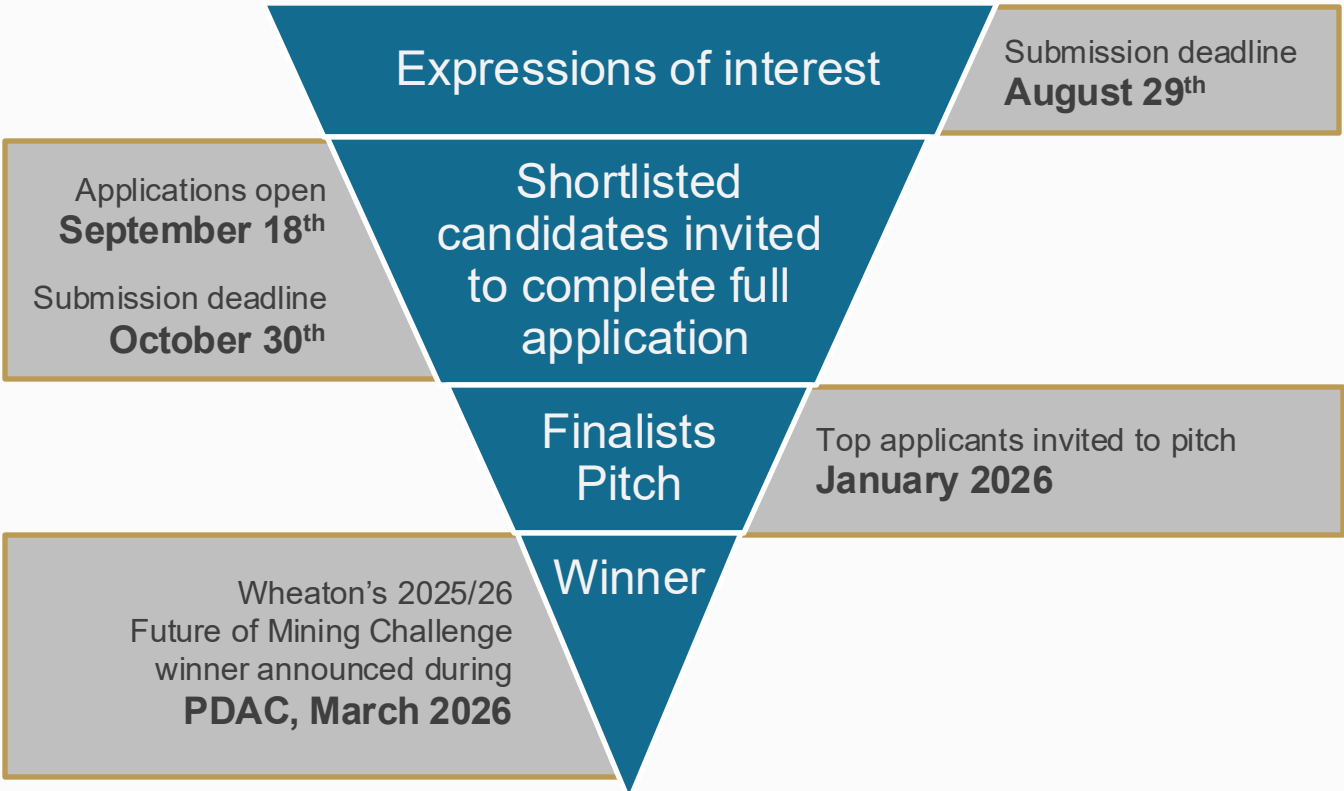 Expressions of interest
Submission deadline
August 29th
Applications open
September 18th
Submission deadline
October 30th
Shortlisted
candidates invited
to complete full
application
Finalists
Pitch
Top applicants invited to pitch
January 2026
Wheaton’s 2025/26
Future of Mining Challenge
winner announced during
PDAC, March 2026
Winner